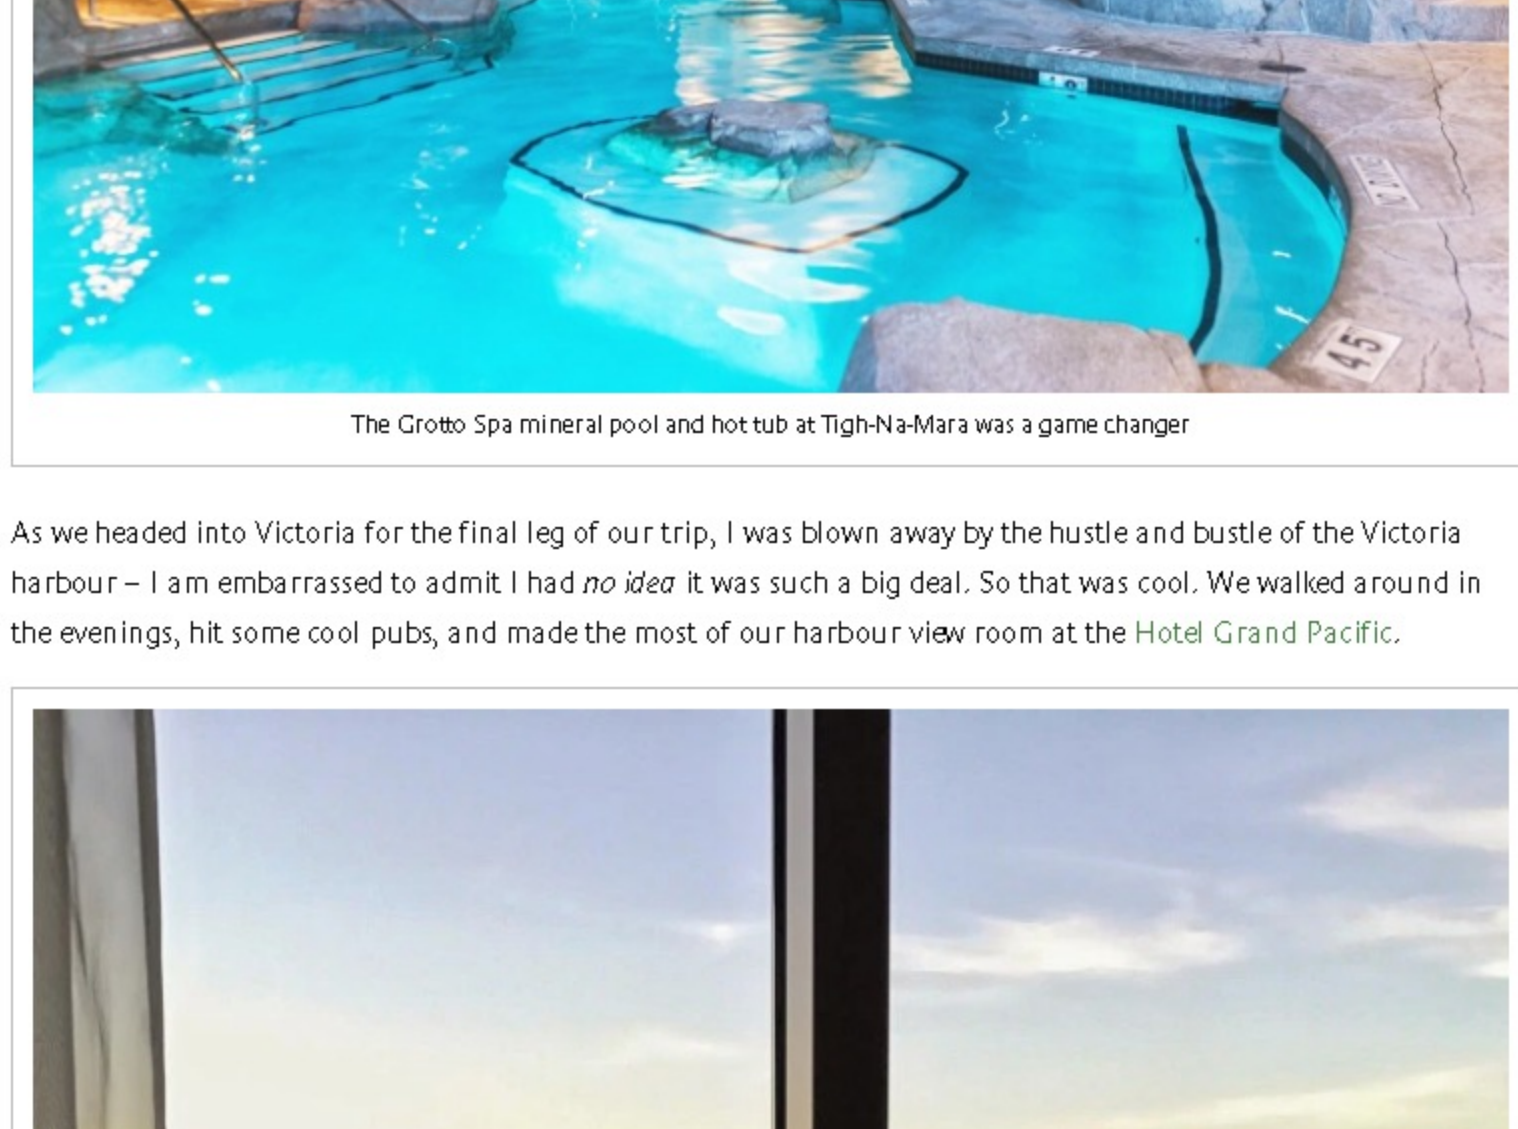 45
The Grotto Spa mineral pool and hot tub at Tigh-Na-Mara was a game changer
As we headed into Victoria for the final leg of our trip, I was blown away by the hustle and bustle of the Victoria
harbour – I am embarrassed to admit I had no idea it was such a big deal. So that was cool. We walked around in
the evenings, hit some cool pubs, and made the most of our harbour view room at the Hotel Grand Pacific.